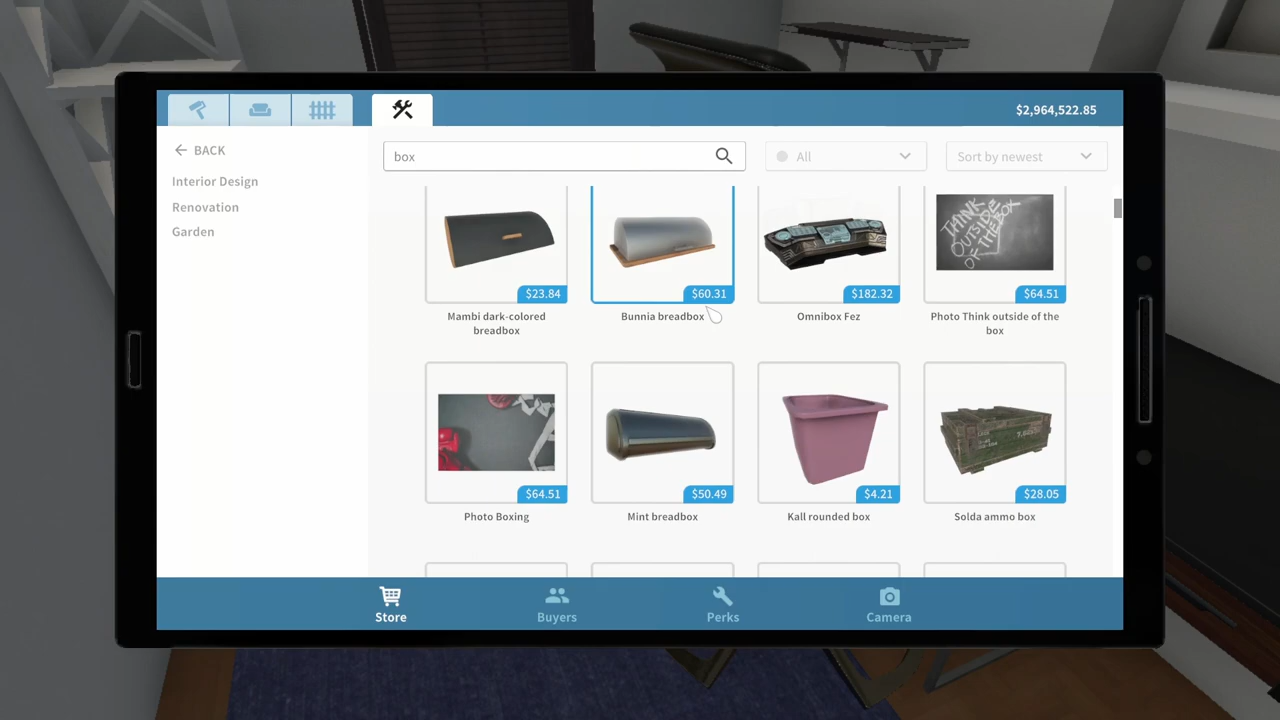 $2,964,522.85
BACK
box
All
Sort by newest
Interior Design
Renovation
Garden
THINK
OUTSIDE
OF THE
BOX
$23.84
$60.31
$182.32
$64.51
Mambi dark-colored
breadbox
Bunnia breadbox
Omnibox Fez
Photo Think outside of the
box
$64.51
$50.49
$4.21
$28.05
Photo Boxing
Mint breadbox
Kall rounded box
Solda ammo box
Store
Buyers
Perks
Camera